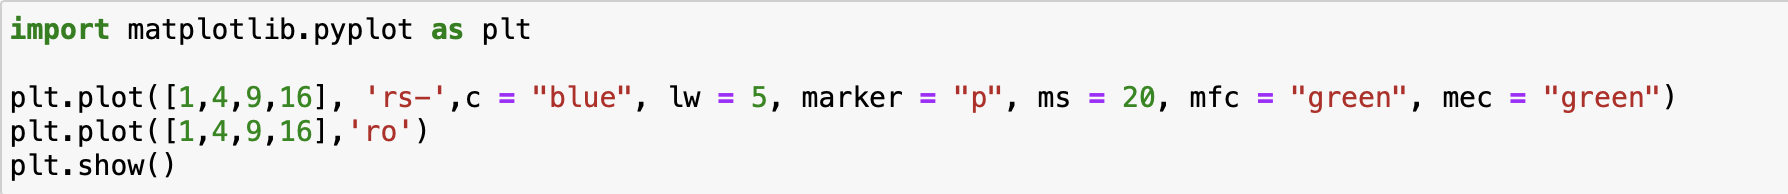 import matplotlib.pyplot as plt
plt.plot([1,4,9,16], 'rs-',c = "blue", lw = 5, marker = "p", ms = 20, mfc = "green", mec = "green")
plt.plot([1,4,9,16],'ro')
plt.show()